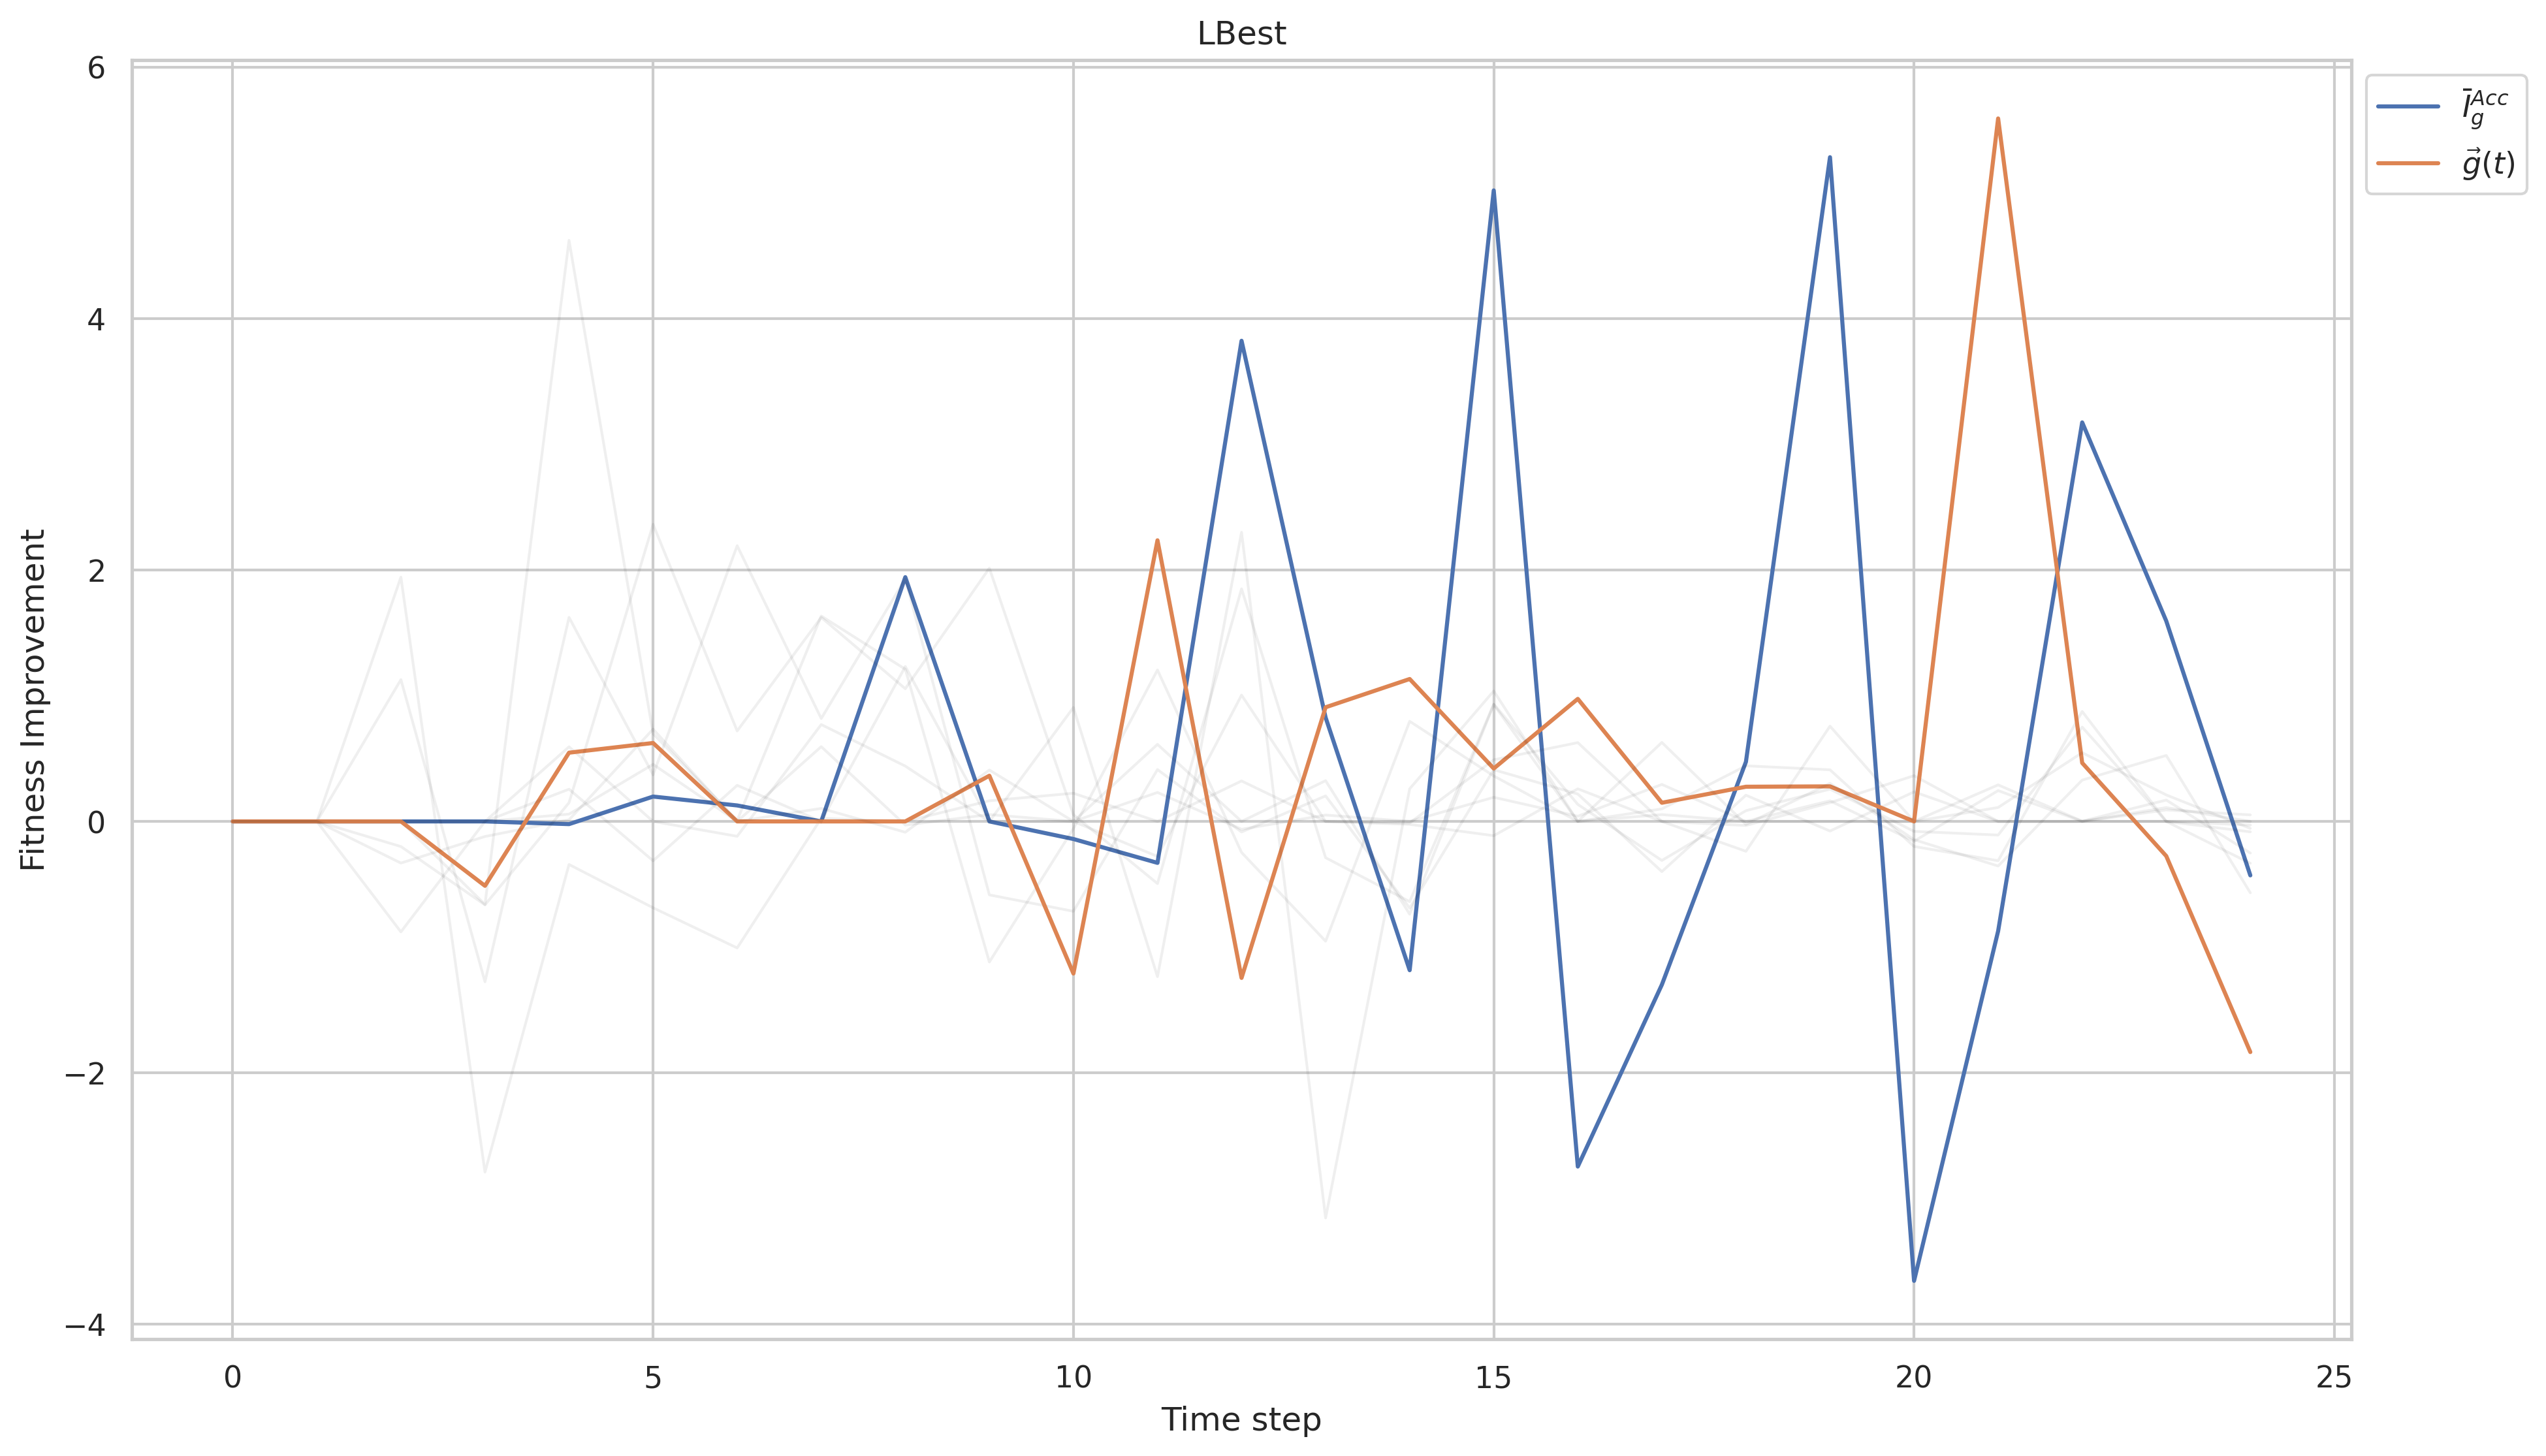 LBest
6
4
2
0
−2
−4
Fitness Improvement
0 5 10 15 20 25
Time step
$\bar{I}_g^{Acc}$
$\vec{g}(t)$